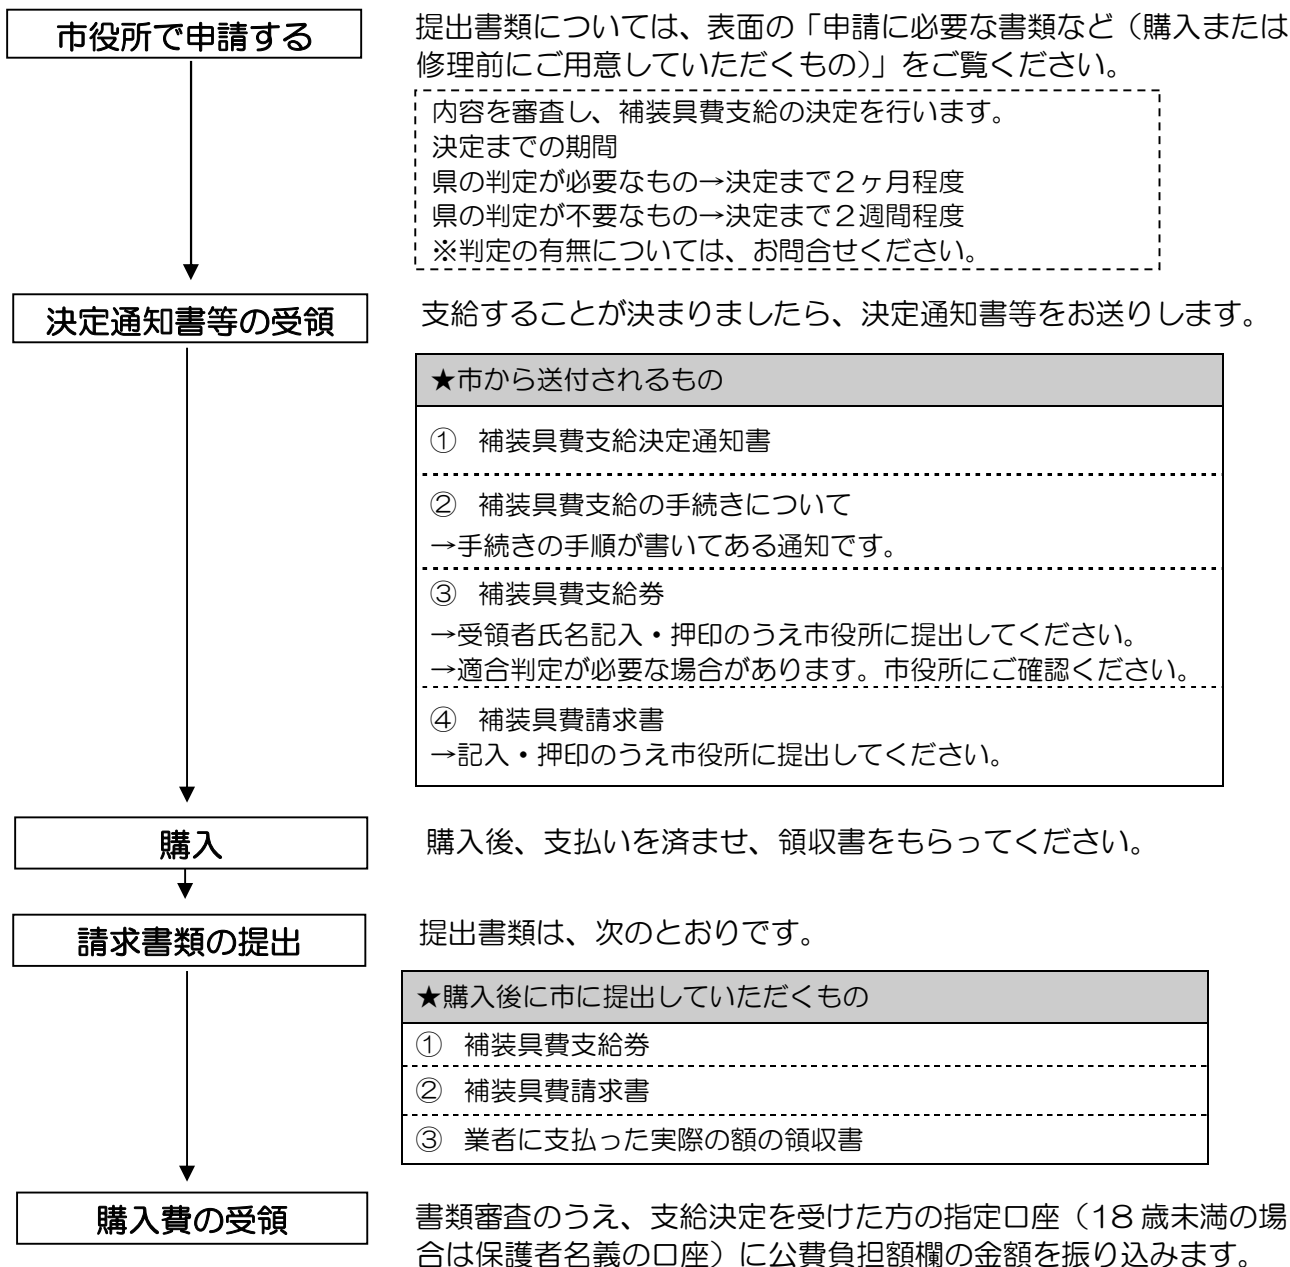 市役所で申請する
提出書類については、表面の「申請に必要な書類など（購入または
修理前にご用意していただくもの）」をご覧ください。
内容を審査し、補装具費支給の決定を行います。
決定までの期間
県の判定が必要なもの→決定まで２ヶ月程度
県の判定が不要なもの→決定まで２週間程度
※判定の有無については、お問合せください。
決定通知書等の受領
支給することが決まりましたら、決定通知書等をお送りします。
★市から送付されるもの
① 補装具費支給決定通知書
② 補装具費支給の手続きについて
→手続きの手順が書いてある通知です。
③ 補装具費支給券
→受領者氏名記入・押印のうえ市役所に提出してください。
→適合判定が必要な場合があります。市役所にご確認ください。
④ 補装具費請求書
→記入・押印のうえ市役所に提出してください。
購入
購入後、支払いを済ませ、領収書をもらってください。
請求書類の提出
提出書類は、次のとおりです。
★購入後に市に提出していただくもの
① 補装具費支給券
② 補装具費請求書
③ 業者に支払った実際の額の領収書
購入費の受領
書類審査のうえ、支給決定を受けた方の指定口座（18 歳未満の場
合は保護者名義の口座）に公費負担額欄の金額を振り込みます。